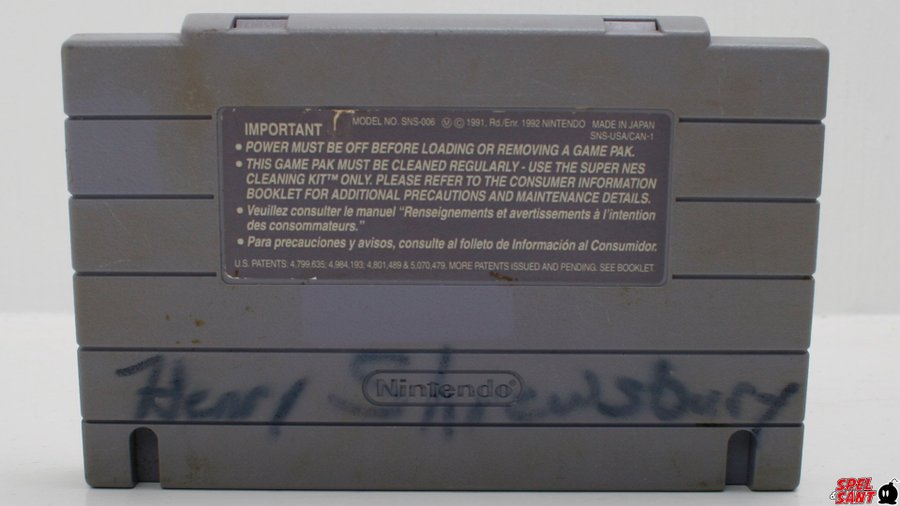 IMPORTANT MODEL NO. SNS-006 Ⓜ © 1991, Rd./Enr. 1992 NINTENDO MADE IN JAPAN
SNS-USA/CAN-1
• POWER MUST BE OFF BEFORE LOADING OR REMOVING A GAME PAK.
• THIS GAME PAK MUST BE CLEANED REGULARLY - USE THE SUPER NES
CLEANING KIT™ ONLY. PLEASE REFER TO THE CONSUMER INFORMATION
BOOKLET FOR ADDITIONAL PRECAUTIONS AND MAINTENANCE DETAILS.
• Veuillez consulter le manuel “Renseignements et avertissements à l'intention
des consommateurs.”
• Para precauciones y avisos, consulte al folleto de Información al Consumidor.
U.S. PATENTS: 4,799,635; 4,984,193; 4,801,489 & 5,070,479. MORE PATENTS ISSUED AND PENDING. SEE BOOKLET.
Henry Shrewsbury
Nintendo
SPEL
SANT